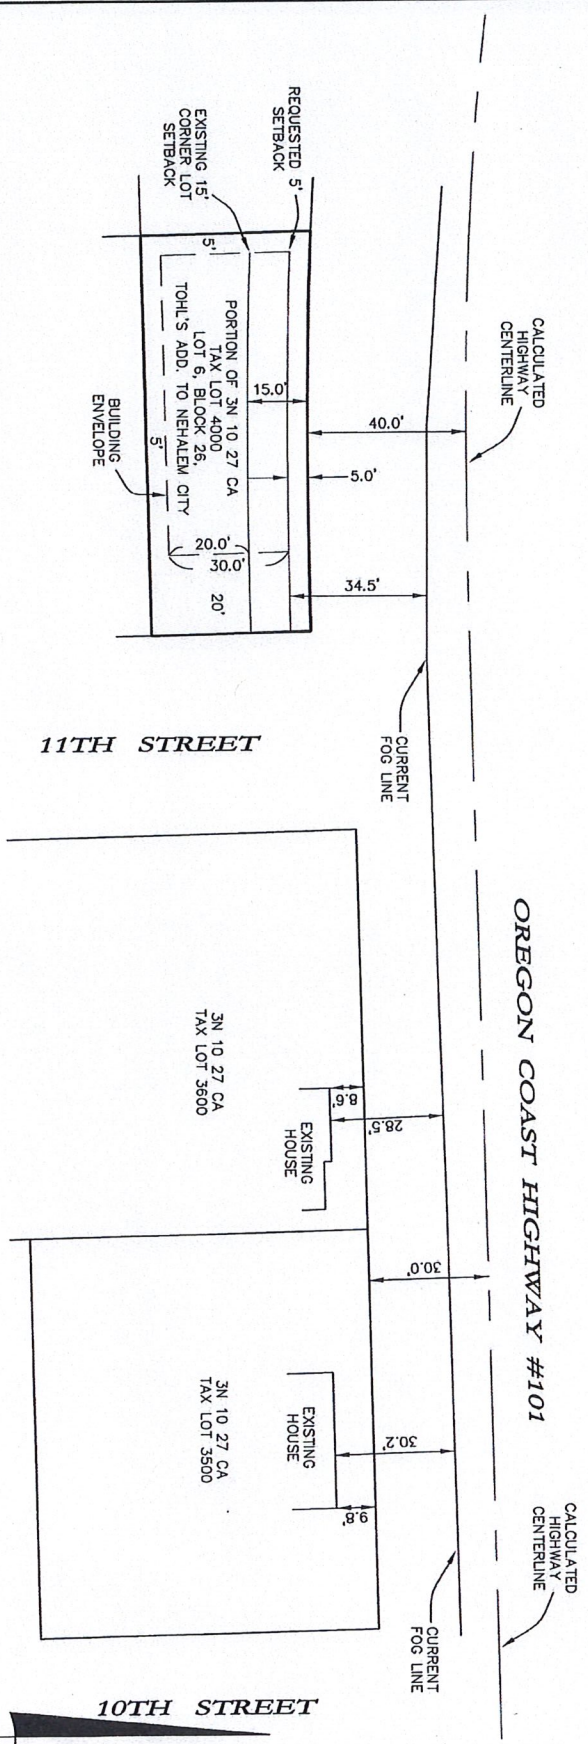 CALCULATED
HIGHWAY
CENTERLINE
REQUESTED 5'
SETBACK
EXISTING 15'
CORNER LOT
SETBACK
5'
PORTION OF 3N 10 27 CA
TAX LOT 4000
LOT 6, BLOCK 26,
TOHL'S ADD. TO NEHALEM CITY
15.0'
40.0'
5.0'
BUILDING
ENVELOPE
5'
20.0'
30.0'
20'
34.5'
CURRENT
FOG LINE
11TH STREET
OREGON COAST HIGHWAY #101
3N 10 27 CA
TAX LOT 3600
8.6'
28.5'
EXISTING
HOUSE
30.0'
3N 10 27 CA
TAX LOT 3500
EXISTING
HOUSE
30.2'
9.8'
CALCULATED
HIGHWAY
CENTERLINE
CURRENT
FOG LINE
10TH STREET